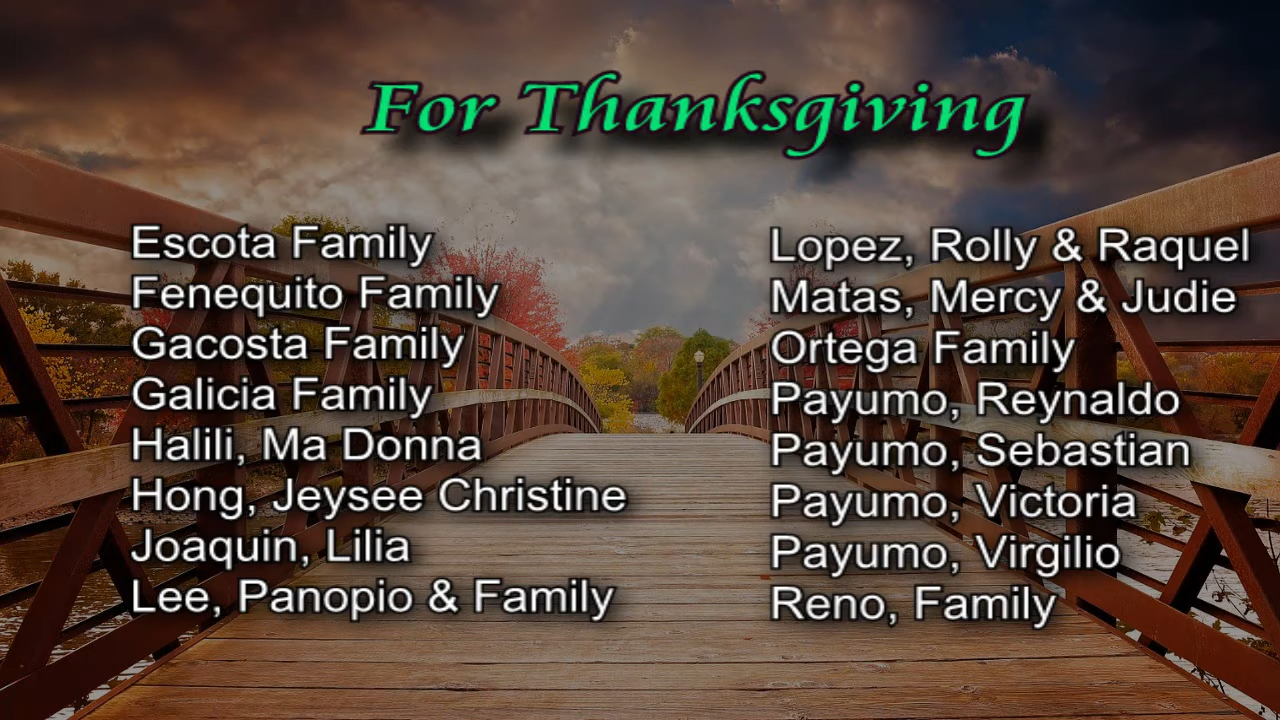 For Thanksgiving
Escota Family
Fenequito Family
Gacosta Family
Galicia Family
Halili, Ma Donna
Hong, Jeysee Christine
Joaquin, Lilia
Lee, Panopio & Family
Lopez, Rolly & Raquel
Matas, Mercy & Judie
Ortega Family
Payumo, Reynaldo
Payumo, Sebastian
Payumo, Victoria
Payumo, Virgilio
Reno, Family